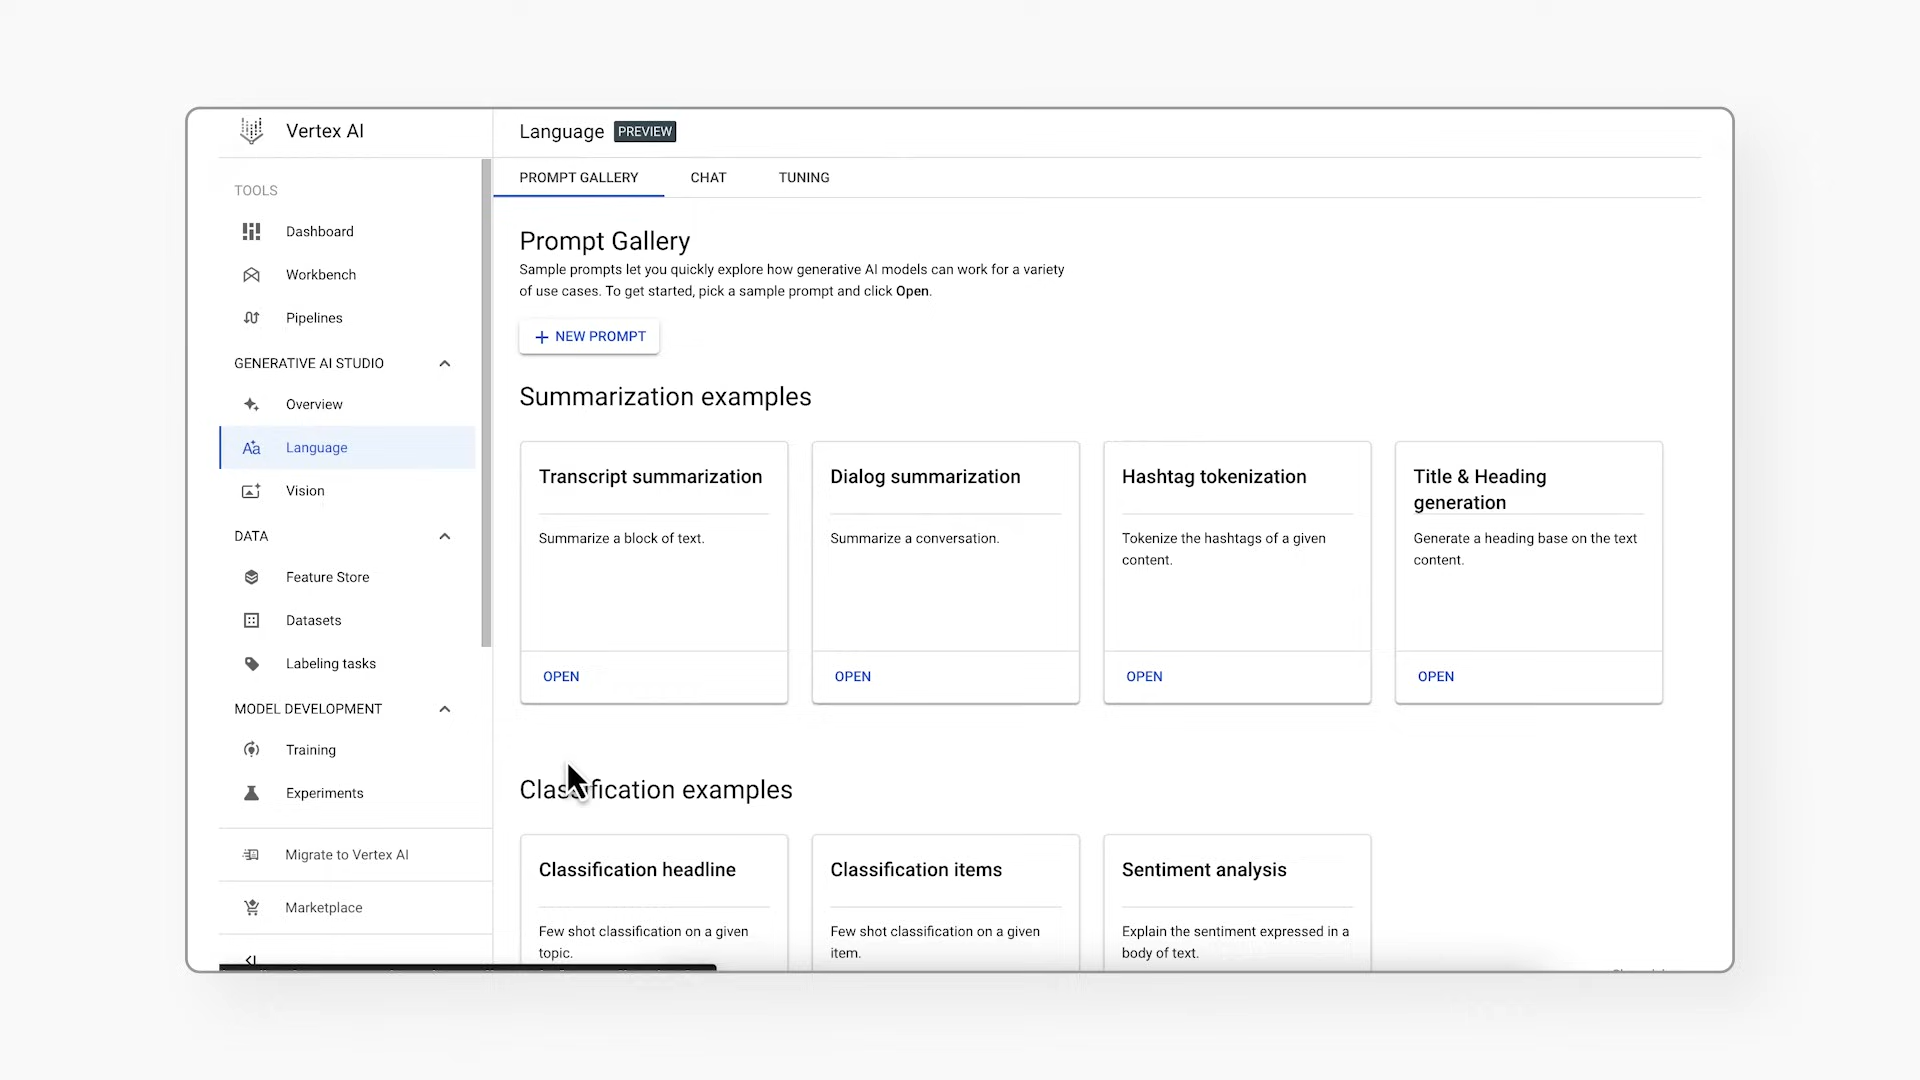 Vertex AI
TOOLS
Dashboard
Workbench
Pipelines
GENERATIVE AI STUDIO
Overview
Language
Vision
DATA
Feature Store
Datasets
Labeling tasks
MODEL DEVELOPMENT
Training
Experiments
Migrate to Vertex AI
Marketplace
Language PREVIEW
PROMPT GALLERY CHAT TUNING
Prompt Gallery
Sample prompts let you quickly explore how generative AI models can work for a variety
of use cases. To get started, pick a sample prompt and click Open.
+ NEW PROMPT
Summarization examples
Transcript summarization
Summarize a block of text.
OPEN
Dialog summarization
Summarize a conversation.
OPEN
Hashtag tokenization
Tokenize the hashtags of a given
content.
OPEN
Title & Heading
generation
Generate a heading base on the text
content.
OPEN
Classification examples
Classification headline
Few shot classification on a given
topic.
Classification items
Few shot classification on a given
item.
Sentiment analysis
Explain the sentiment expressed in a
body of text.